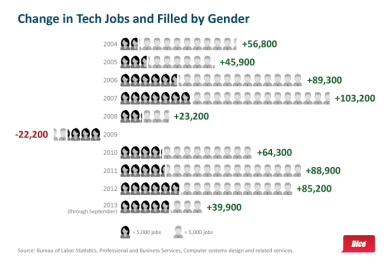 Change in Tech Jobs and Filled by Gender
2004 +56,800
2005 +45,900
2006 +89,300
2007 +103,200
2008 +23,200
-22,200 2009
2010 +64,300
2011 +88,900
2012 +85,200
2013 +39,900
(through September)
= 5,000 jobs = 5,000 jobs
Dice
Source: Bureau of Labor Statistics, Professional and Business Services, Computer systems design and related services.